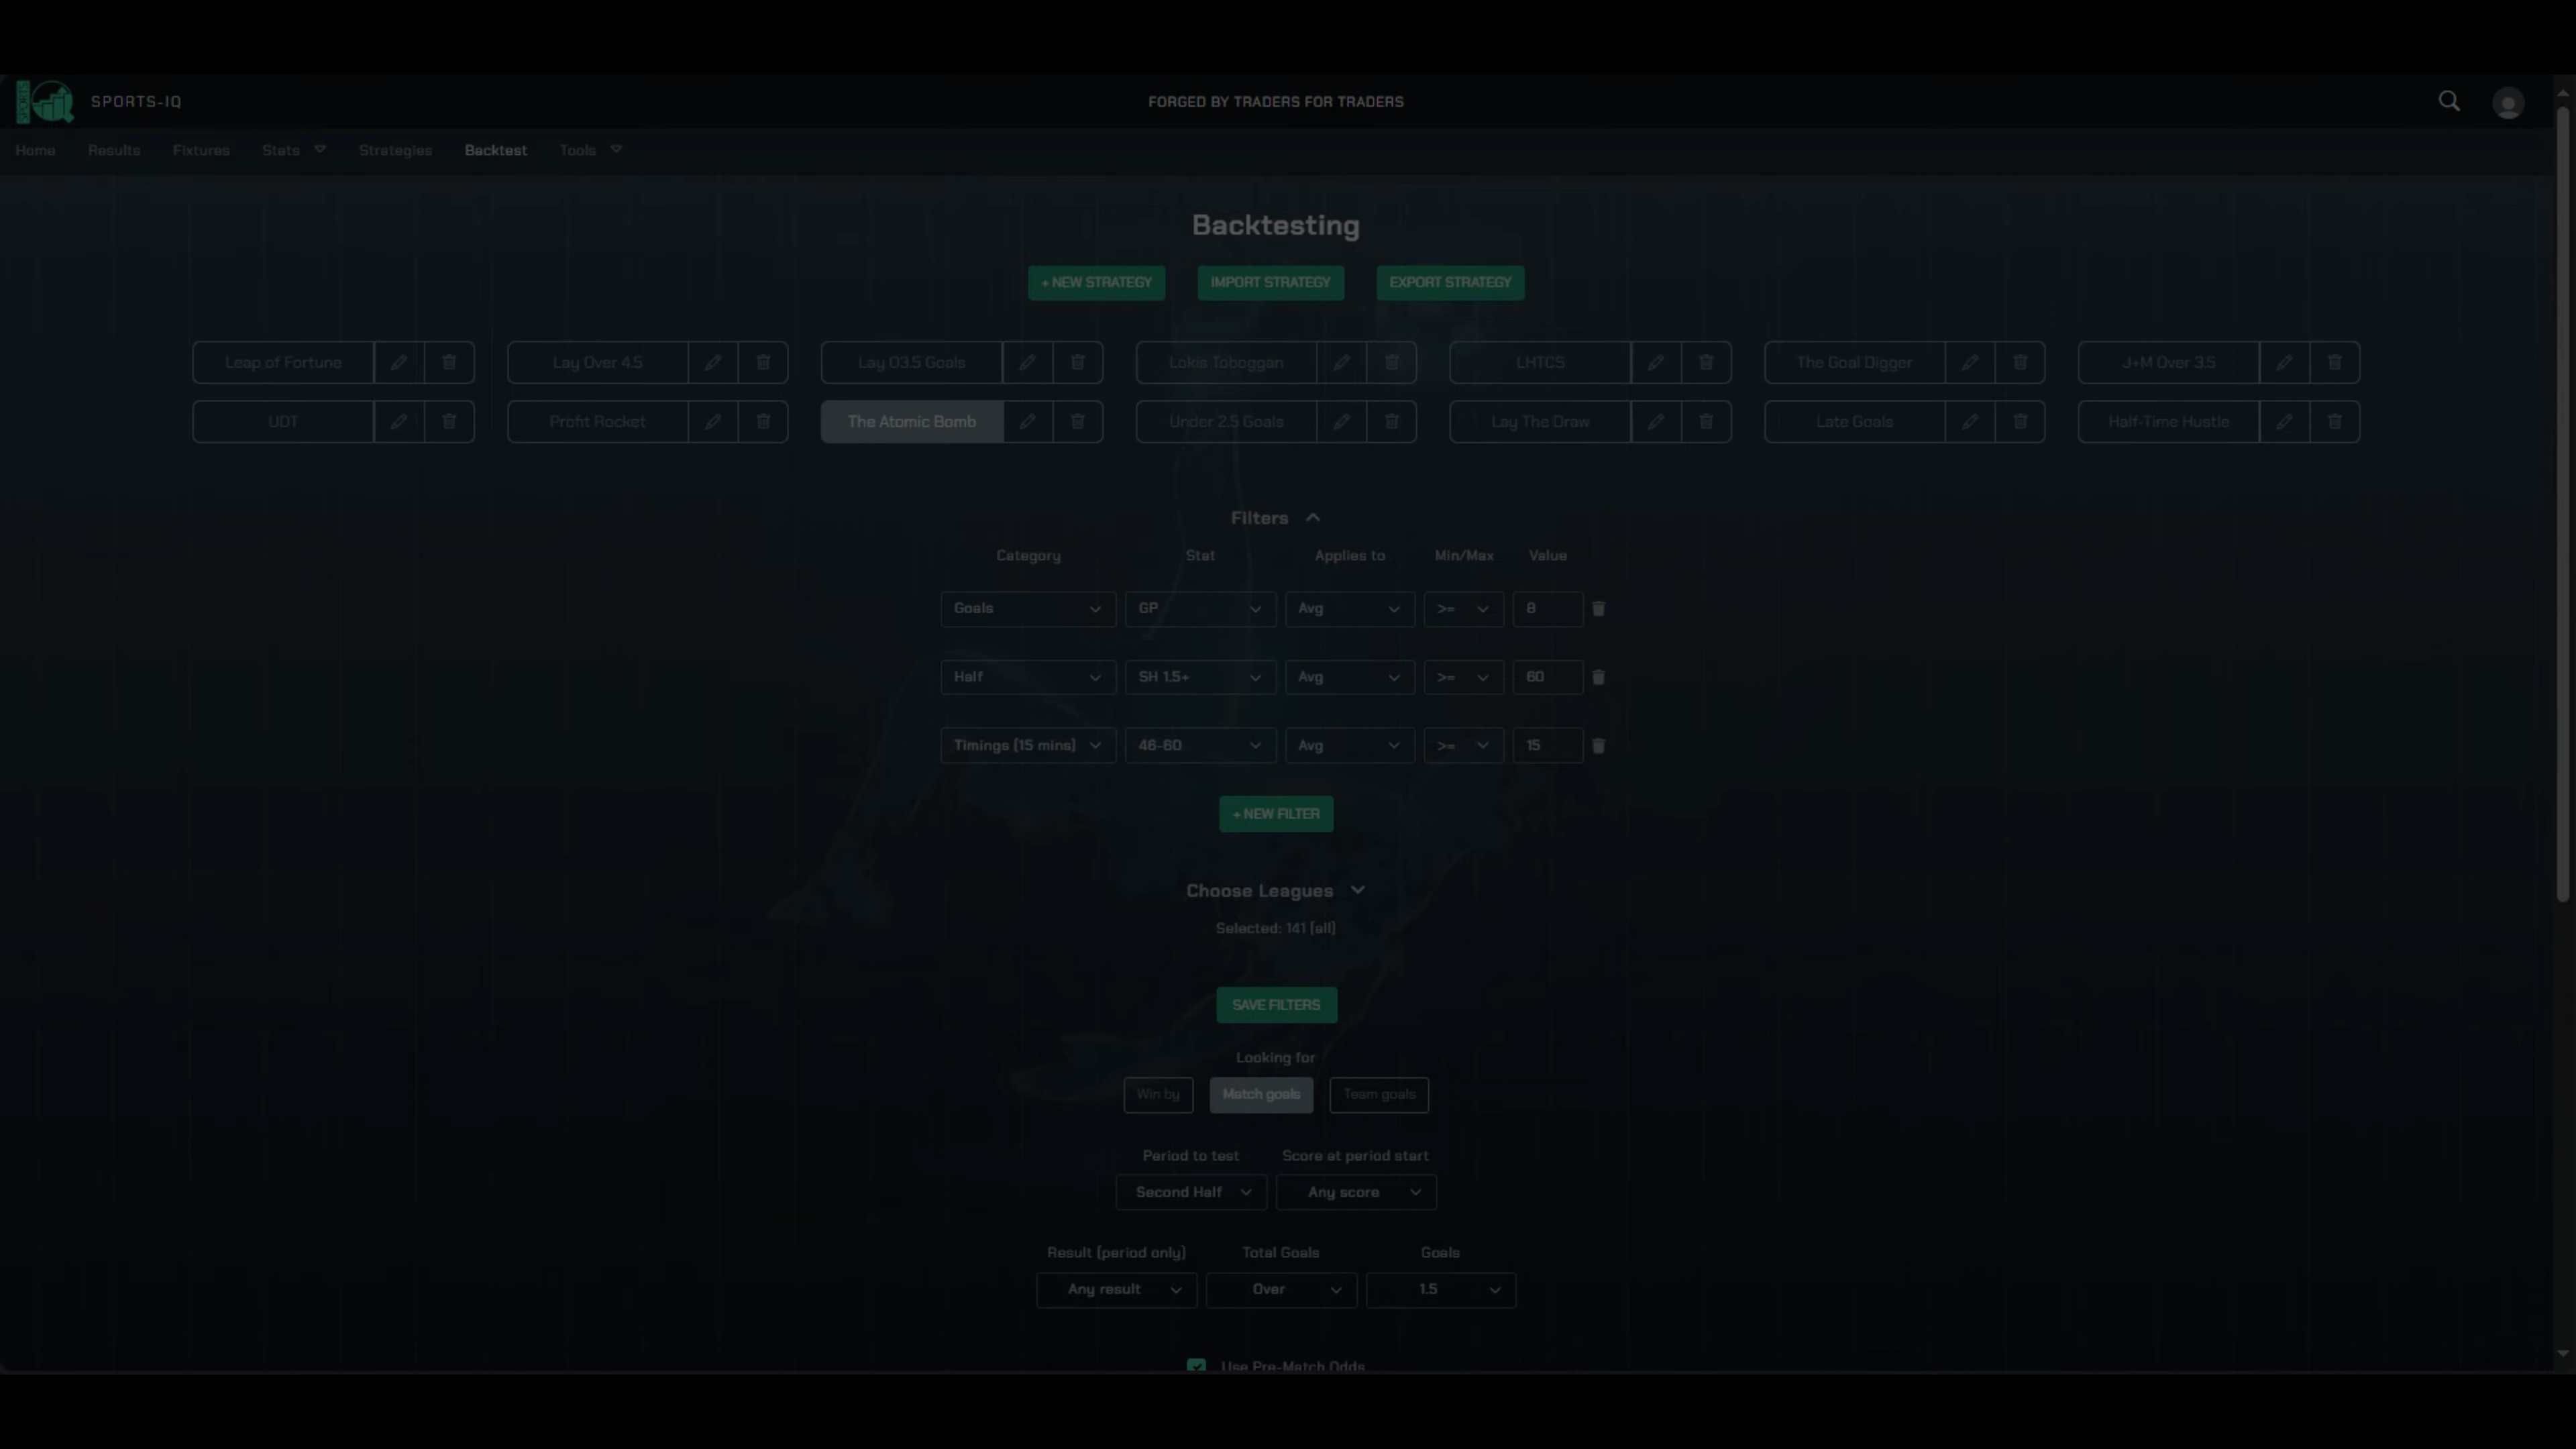 SPORTS
SPORTS-IQ
FORGED BY TRADERS FOR TRADERS
Home Results Fixtures Stats Strategies Backtest Tools
Backtesting
+ NEW STRATEGY IMPORT STRATEGY EXPORT STRATEGY
Leap of Fortune Lay Over 4.5 Lay O3.5 Goals Lokis Toboggan LHTCS The Goal Digger J+M Over 3.5
UDT Profit Rocket The Atomic Bomb Under 2.5 Goals Lay The Draw Late Goals Half-Time Hustle
Filters
Category Stat Applies to Min/Max Value
Goals GP Avg >= 8
Half SH 1.5+ Avg >= 60
Timings (15 mins) 46-60 Avg >= 15
+ NEW FILTER
Choose Leagues
Selected: 141 (all)
SAVE FILTERS
Looking for
Win by Match goals Team goals
Period to test Score at period start
Second Half Any score
Result (period only) Total Goals Goals
Any result Over 1.5
Use Pre-Match Odds